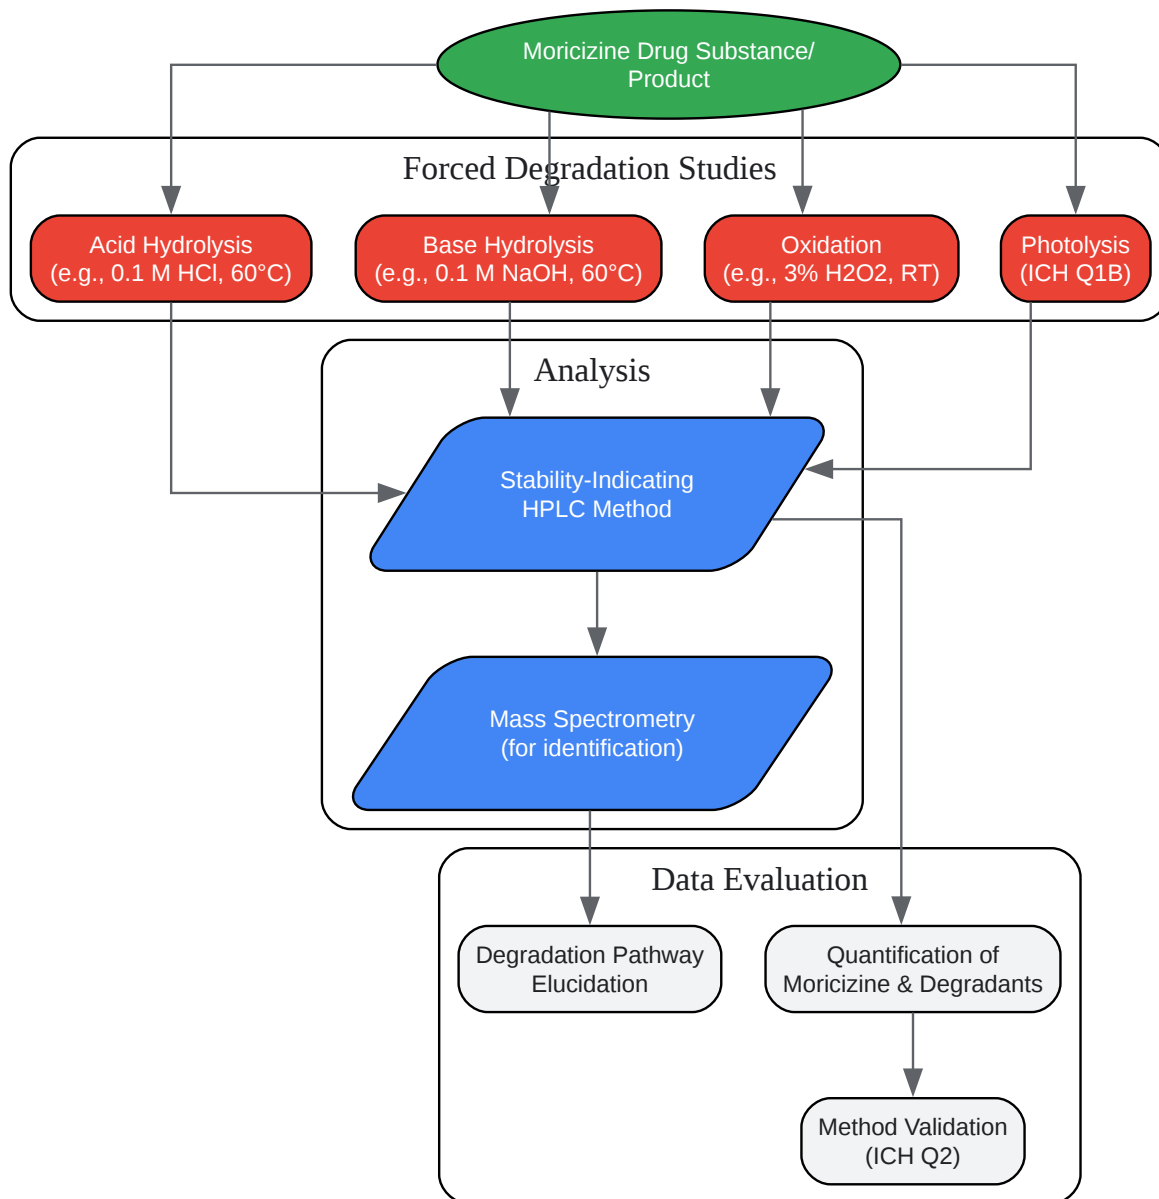 Moricizine Drug Substance/
Product
Forced Degradation Studies
Acid Hydrolysis
(e.g., 0.1 M HCl, 60°C)
Base Hydrolysis
(e.g., 0.1 M NaOH, 60°C)
Oxidation
(e.g., 3% H2O2, RT)
Photolysis
(ICH Q1B)
Analysis
Stability-Indicating
HPLC Method
Mass Spectrometry
(for identification)
Data Evaluation
Degradation Pathway
Elucidation
Quantification of
Moricizine & Degradants
Method Validation
(ICH Q2)